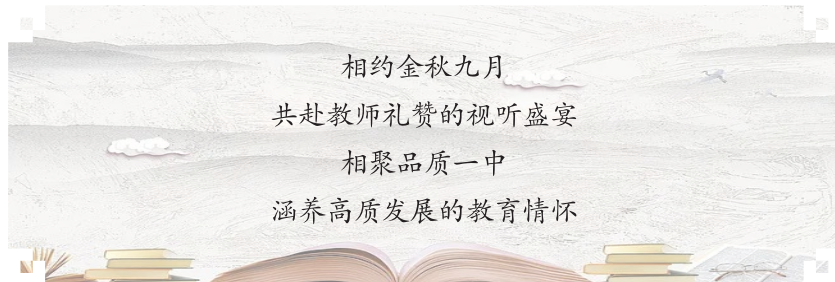 相约金秋九月
共赴教师礼赞的视听盛宴
相聚品质一中
涵养高质发展的教育情怀